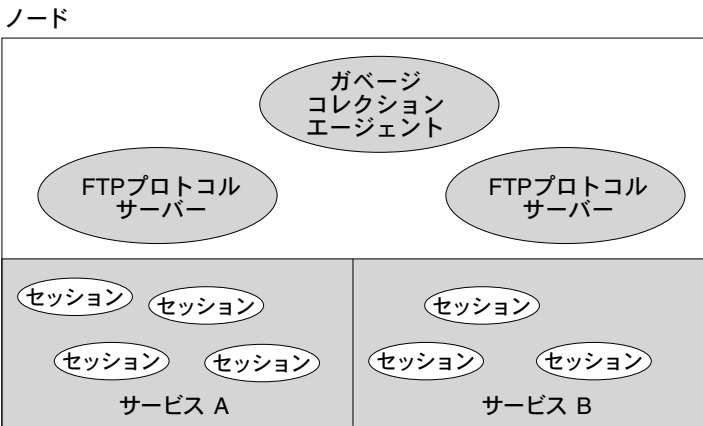 ノード
ガベージ
コレクション
エージェント
FTPプロトコル
サーバー
FTPプロトコル
サーバー
セッション
セッション
セッション
セッション
サービス A
セッション
セッション
セッション
サービス B